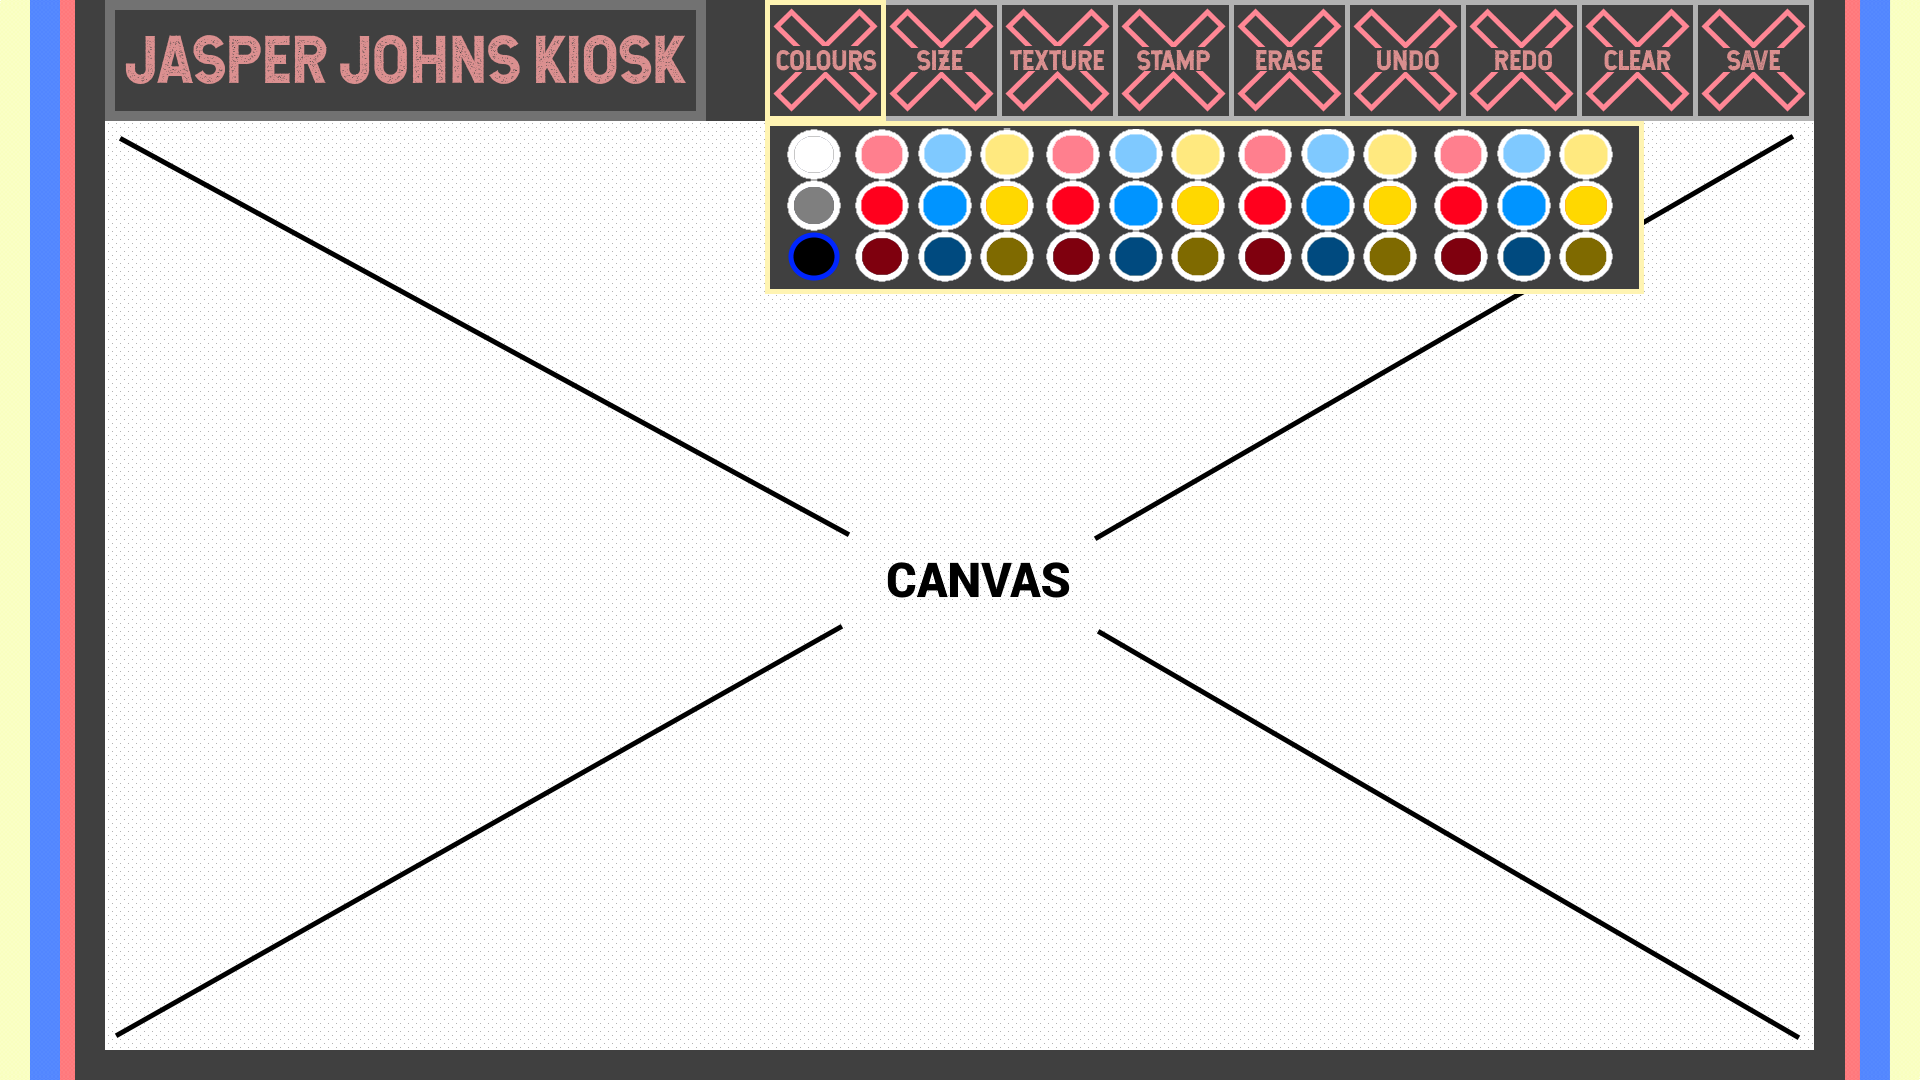 JASPER JOHNS KIOSK
COLOURS SIZE TEXTURE STAMP ERASE UNDO REDO CLEAR SAVE
CANVAS